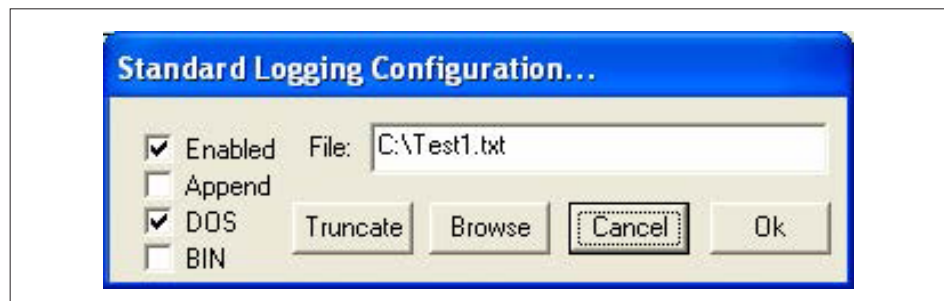 Standard Logging Configuration...
Enabled
File: C:\Test1.txt
Append
DOS
Truncate Browse Cancel Ok
BIN